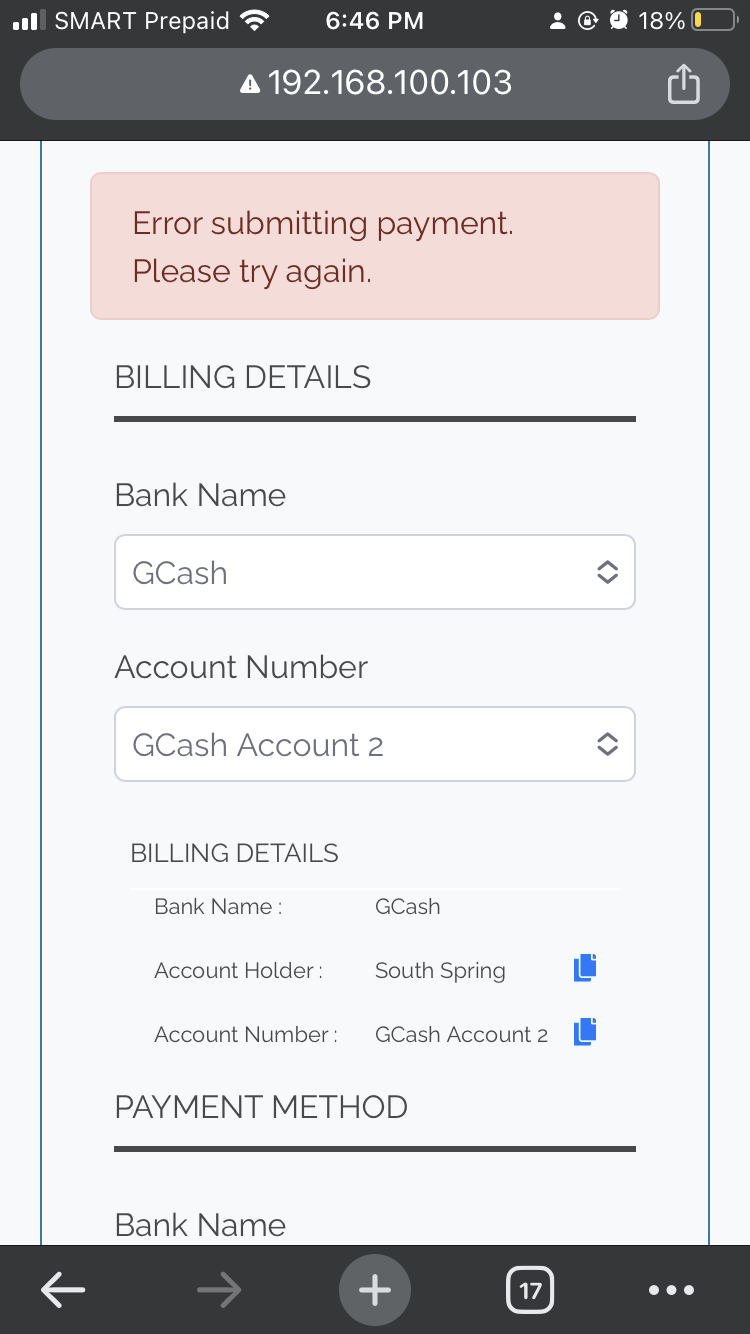 SMART Prepaid 6:46 PM 18%
192.168.100.103
Error submitting payment.
Please try again.
BILLING DETAILS
Bank Name
GCash
Account Number
GCash Account 2
BILLING DETAILS
Bank Name : GCash
Account Holder : South Spring
Account Number : GCash Account 2
PAYMENT METHOD
Bank Name
17